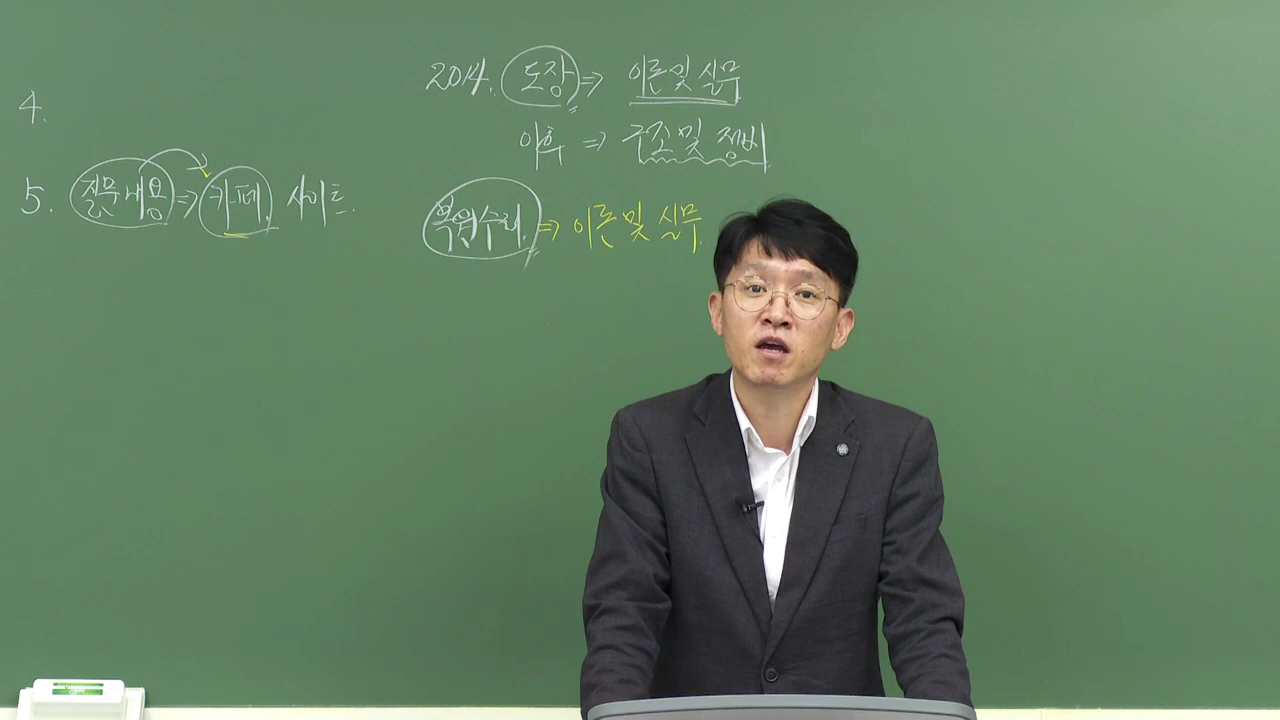 4.
5. 질문내용 ⇒ 카페, 사이트.
2014. 도장 ⇒ 이론 및 실무
이후 ⇒ 구조 및 정비
복원수리. ⇒ 이론 및 실무.